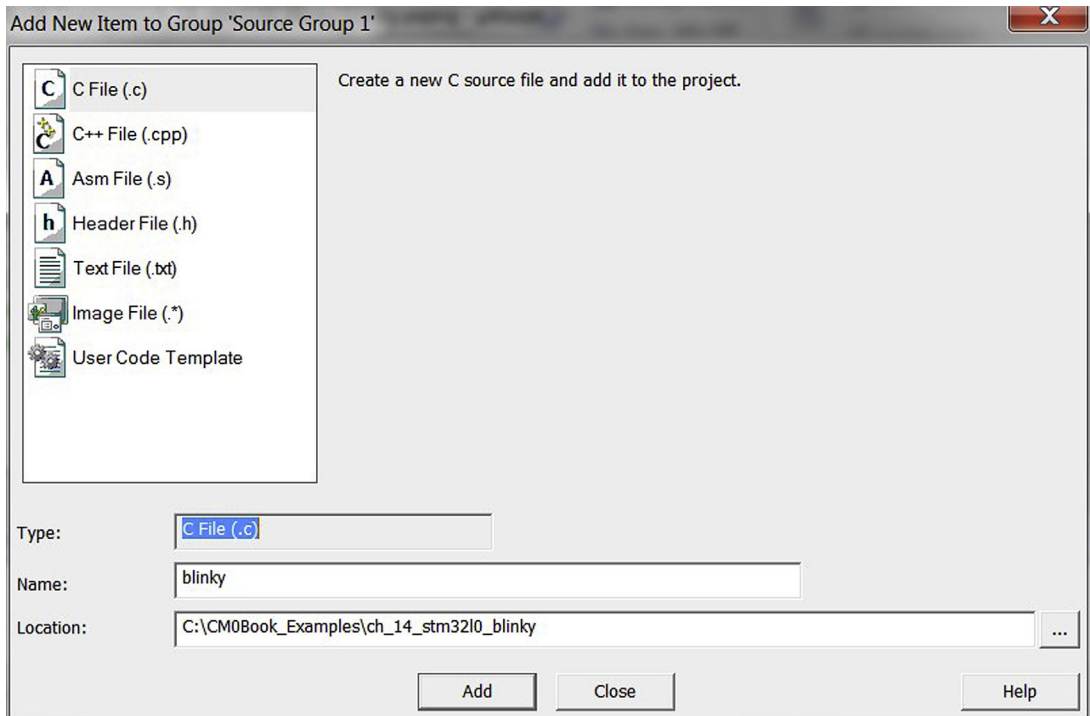 Add New Item to Group 'Source Group 1'
C File (.c)
C++ File (.cpp)
Asm File (.s)
Header File (.h)
Text File (.txt)
Image File (.*)
User Code Template
Create a new C source file and add it to the project.
Type:
C File (.c)
Name:
blinky
Location:
C:\CM0Book_Examples\ch_14_stm32l0_blinky
...
Add
Close
Help